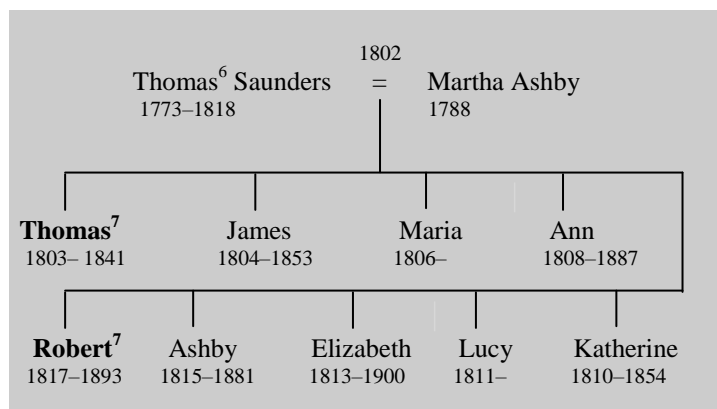 1802
Thomas⁶ Saunders = Martha Ashby
1773–1818 1788
Thomas⁷ James Maria Ann
1803– 1841 1804–1853 1806– 1808–1887
Robert⁷ Ashby Elizabeth Lucy Katherine
1817–1893 1815–1881 1813–1900 1811– 1810–1854